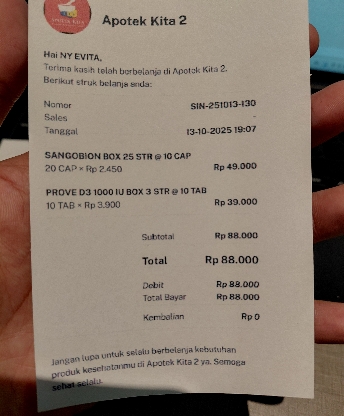 Apotek Kita 2
Hai NY EVITA,
Terima kasih telah berbelanja di Apotek Kita 2.
Berikut struk belanja anda:
Nomor SIN-251013-130
Sales -
Tanggal 13-10-2025 19:07
SANGOBION BOX 25 STR @ 10 CAP
20 CAP x Rp 2.450 Rp 49.000
PROVE D3 1000 IU BOX 3 STR @ 10 TAB
10 TAB x Rp 3.900 Rp 39.000
Subtotal Rp 88.000
Total Rp 88.000
Debit Rp 88.000
Total Bayar Rp 88.000
Kembalian Rp 0
Jangan lupa untuk selalu berbelanja kebutuhan
produk kesehatanmu di Apotek Kita 2 ya. Semoga
sehat selalu.